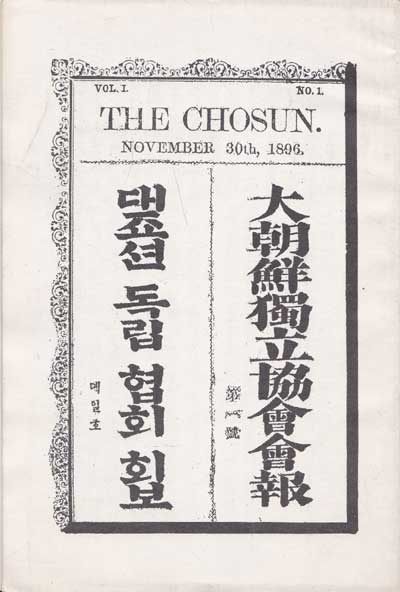 VOL. I.
NO. 1.
THE CHOSUN.
NOVEMBER 30th, 1896.
大朝鮮獨立協會會報
第一號
대죠션 독립 협회 회보
뎨일호